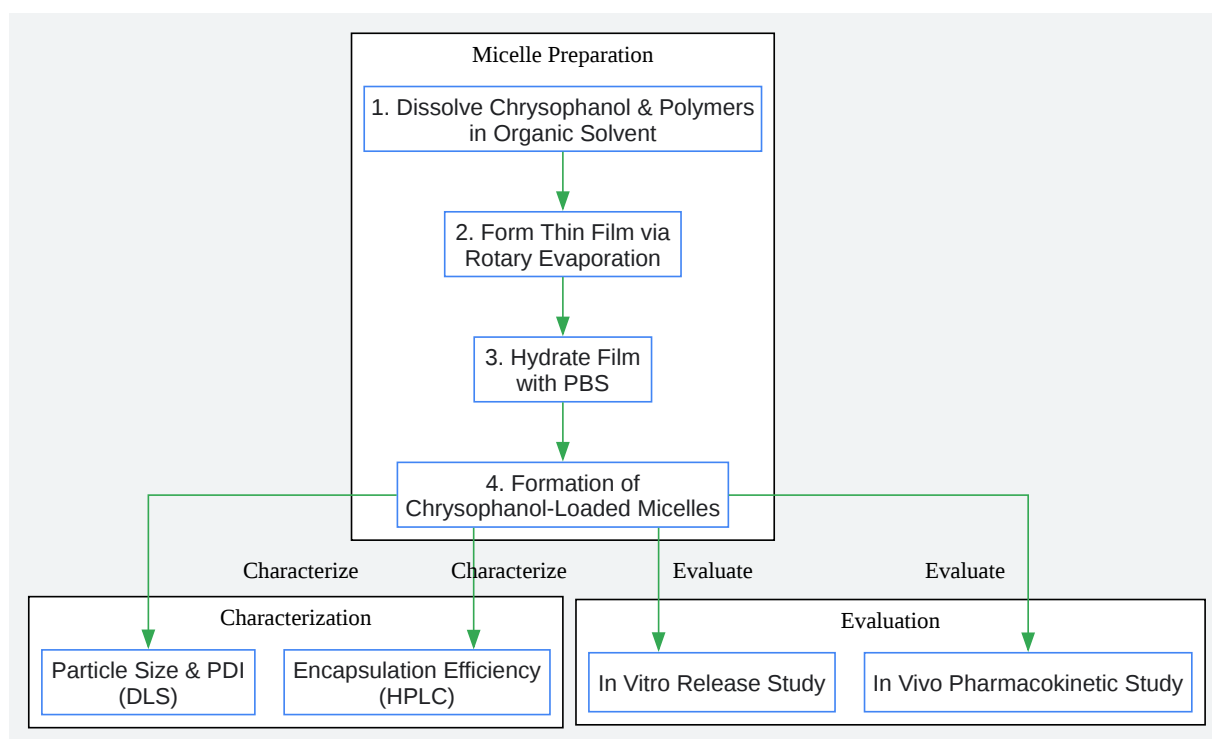 Micelle Preparation
1. Dissolve Chrysophanol & Polymers
in Organic Solvent
2. Form Thin Film via
Rotary Evaporation
3. Hydrate Film
with PBS
4. Formation of
Chrysophanol-Loaded Micelles
Characterize
Characterize
Evaluate
Evaluate
Characterization
Particle Size & PDI
(DLS)
Encapsulation Efficiency
(HPLC)
Evaluation
In Vitro Release Study
In Vivo Pharmacokinetic Study